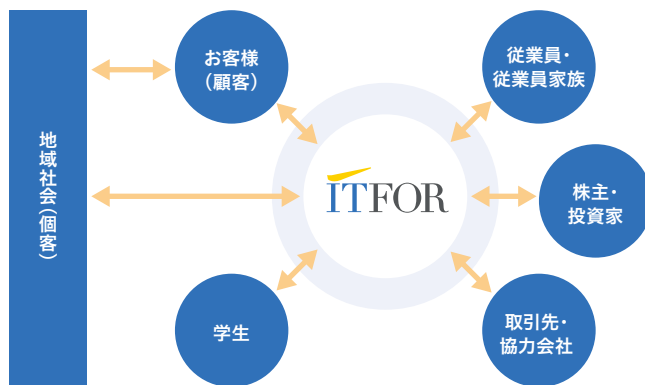 地域社会(個客)
お客様
(顧客)
従業員・
従業員家族
ITFOR
株主・
投資家
学生
取引先・
協力会社